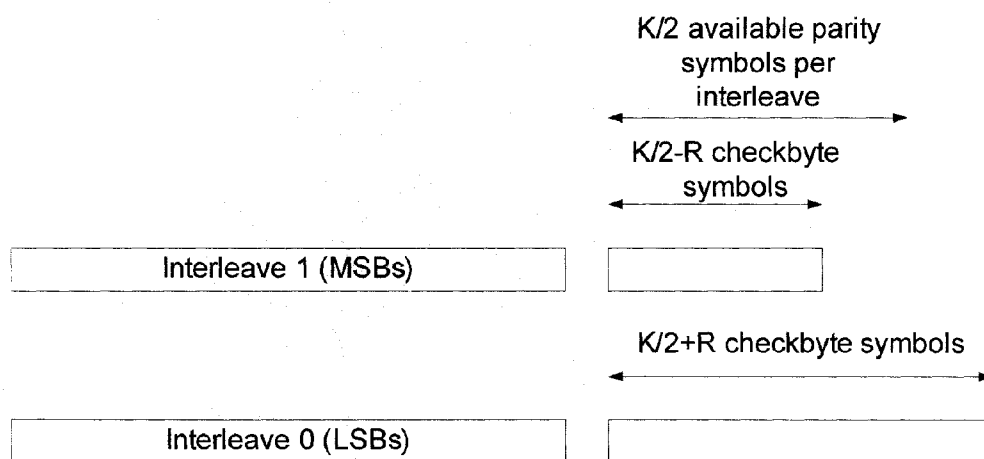 K/2 available parity
symbols per
interleave
K/2-R checkbyte
symbols
Interleave 1 (MSBs)
K/2+R checkbyte symbols
Interleave 0 (LSBs)